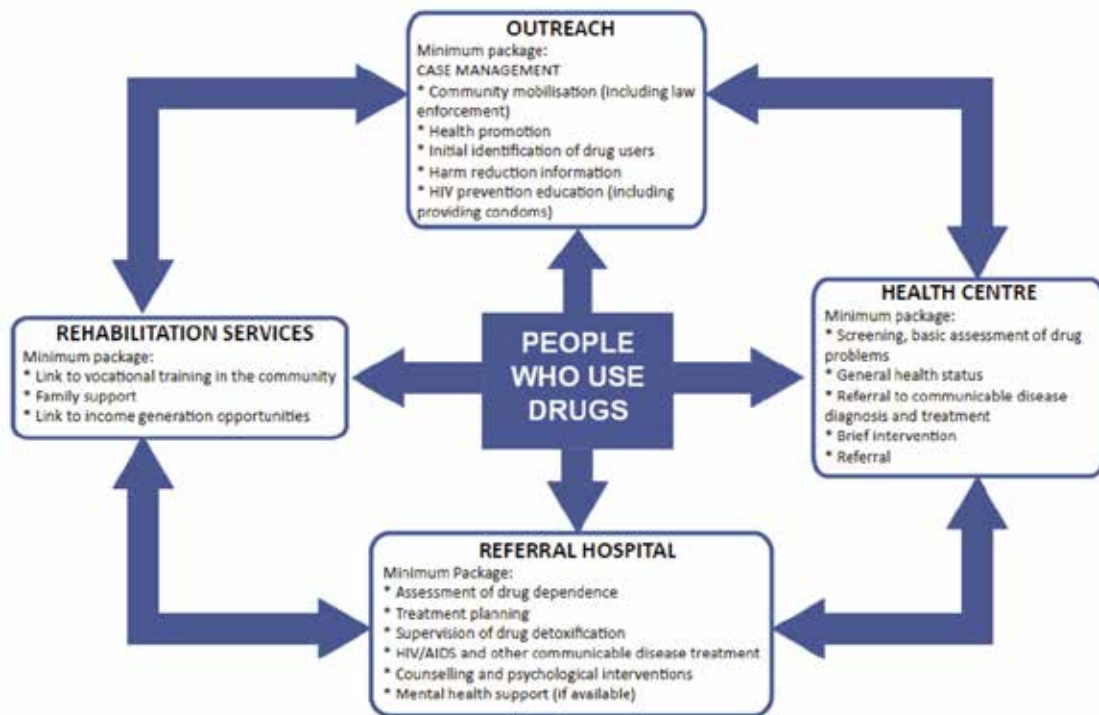 OUTREACH
Minimum package:
CASE MANAGEMENT
* Community mobilisation (including law
enforcement)
* Health promotion
* Initial identification of drug users
* Harm reduction information
* HIV prevention education (including
providing condoms)
REHABILITATION SERVICES
Minimum package:
* Link to vocational training in the community
* Family support
* Link to income generation opportunities
PEOPLE
WHO USE
DRUGS
HEALTH CENTRE
Minimum package:
* Screening, basic assessment of drug
problems
* General health status
* Referral to communicable disease
diagnosis and treatment
* Brief intervention
* Referral
REFERRAL HOSPITAL
Minimum Package:
* Assessment of drug dependence
* Treatment planning
* Supervision of drug detoxification
* HIV/AIDS and other communicable disease treatment
* Counselling and psychological interventions
* Mental health support (if available)